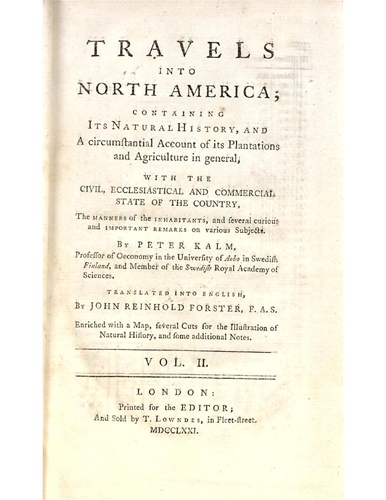 TRAVELS
INTO
NORTH AMERICA;
CONTAINING
ITS NATURAL HISTORY, AND
A circumſtantial Account of its Plantations
and Agriculture in general,
WITH THE
CIVIL, ECCLESIASTICAL AND COMMERCIAL
STATE OF THE COUNTRY,
The MANNERS of the INHABITANTS, and ſeveral curious
and IMPORTANT REMARKS on various Subjects.
BY PETER KALM,
Profeſſor of Oeconomy in the Univerſity of Aobo in Swediſh
Finland, and Member of the Swediſh Royal Academy of
Sciences.
TRANSLATED INTO ENGLISH,
By JOHN REINHOLD FORSTER, F. A. S.
Enriched with a Map, ſeveral Cuts for the Illuſtration of
Natural Hiſtory, and ſome additional Notes.
VOL. II.
LONDON:
Printed for the EDITOR;
And Sold by T. LOWNDES, in Fleet-ſtreet.
MDCCLXXI.